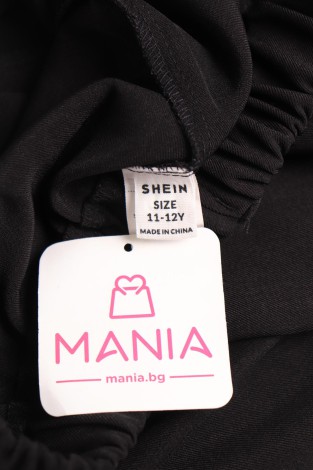 SHEIN
SIZE
11-12Y
MADE IN CHINA
MANIA
mania.bg